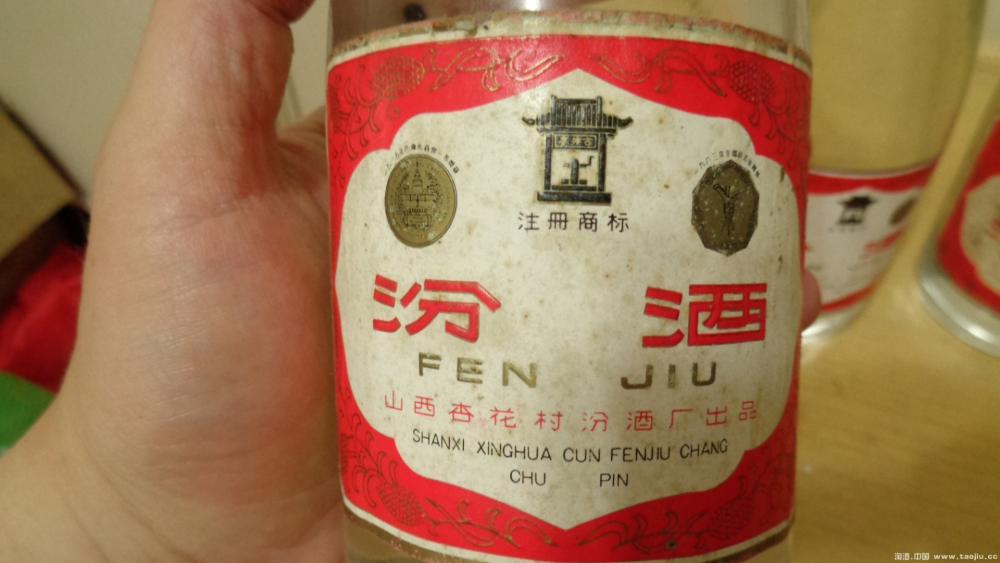 注册商标
汾 酒
FEN JIU
山西杏花村汾酒厂出品
SHANXI XINGHUA CUN FENJIU CHANG
CHU PIN
淘酒.中国 www.taojiu.cc